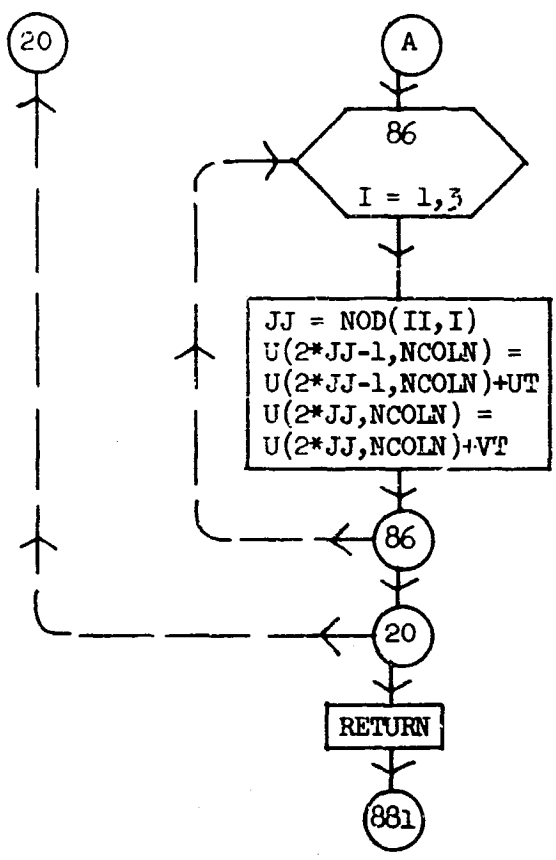 20
A
86
I = 1,3
JJ = NOD(II,I)
U(2*JJ-1,NCOLN) =
U(2*JJ-1,NCOLN)+UT
U(2*JJ,NCOLN) =
U(2*JJ,NCOLN)+VT
86
20
RETURN
881